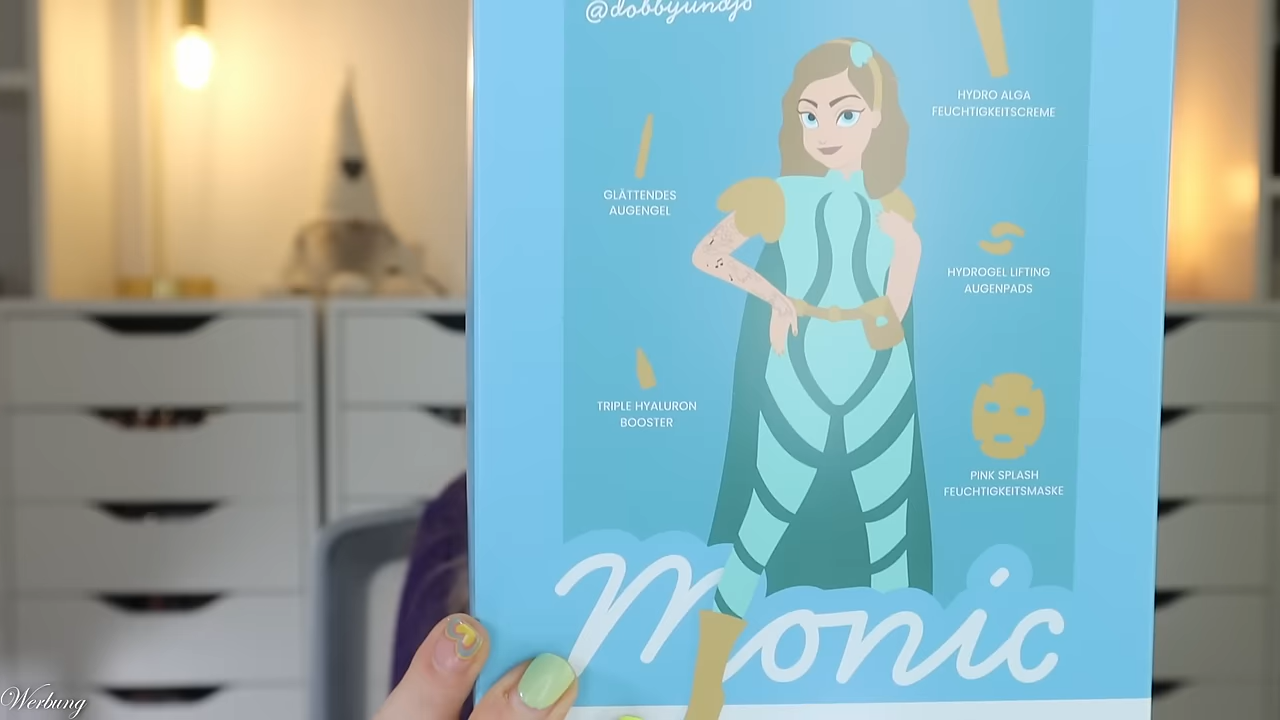 @dobbyundjo
HYDRO ALGA
FEUCHTIGKEITSCREME
GLÄTTENDES
AUGENGEL
HYDROGEL LIFTING
AUGENPADS
TRIPLE HYALURON
BOOSTER
PINK SPLASH
FEUCHTIGKEITSMASKE
Monic
Werbung